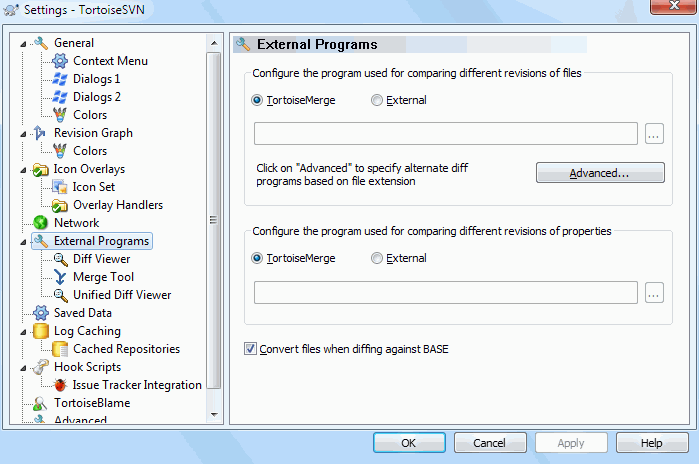 Settings - TortoiseSVN
General
Context Menu
Dialogs 1
Dialogs 2
Colors
Revision Graph
Colors
Icon Overlays
Icon Set
Overlay Handlers
Network
External Programs
Diff Viewer
Merge Tool
Unified Diff Viewer
Saved Data
Log Caching
Cached Repositories
Hook Scripts
Issue Tracker Integration
TortoiseBlame
Advanced
External Programs
Configure the program used for comparing different revisions of files
TortoiseMerge External
...
Click on "Advanced" to specify alternate diff
programs based on file extension
Advanced...
Configure the program used for comparing different revisions of properties
TortoiseMerge External
...
Convert files when diffing against BASE
OK Cancel Apply Help